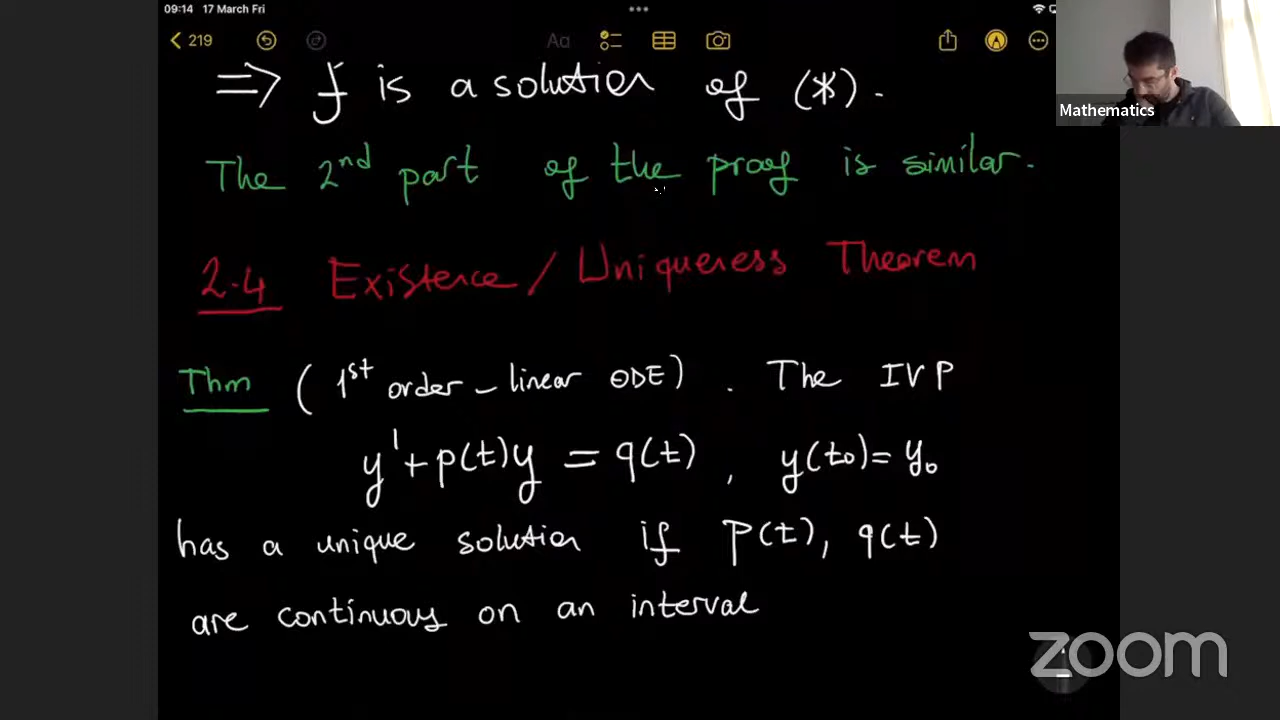 09:14 17 March Fri
219
Aa
Mathematics
=> f is a solution of (*).
The 2nd part of the proof is similar.
2.4 Existence/Uniqueness Theorem
Thm (1st order-linear ODE). The IVP
y' + p(t)y = q(t), y(t₀) = y₀
has a unique solution if p(t), q(t)
are continuous on an interval
zoom